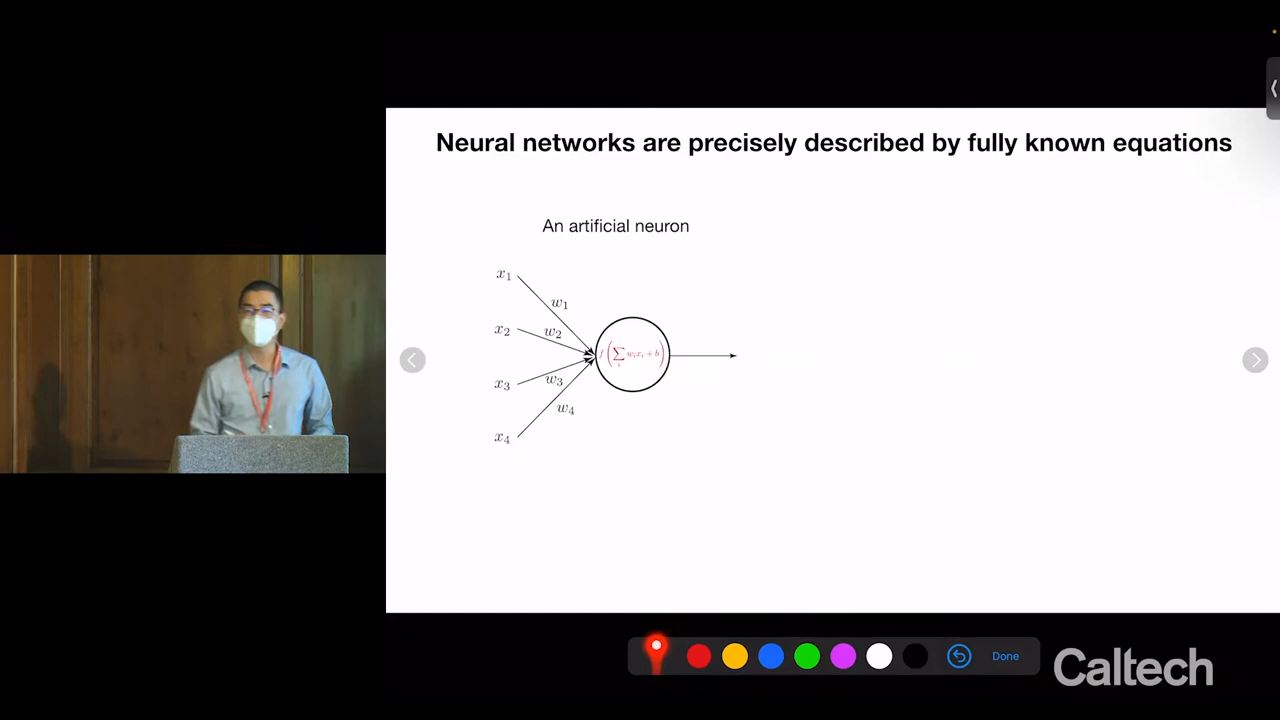 Neural networks are precisely described by fully known equations
An artificial neuron
x₁
w₁
x₂
w₂
f(∑ᵢ wᵢxᵢ + b)
x₃
w₃
w₄
x₄
Done
Caltech